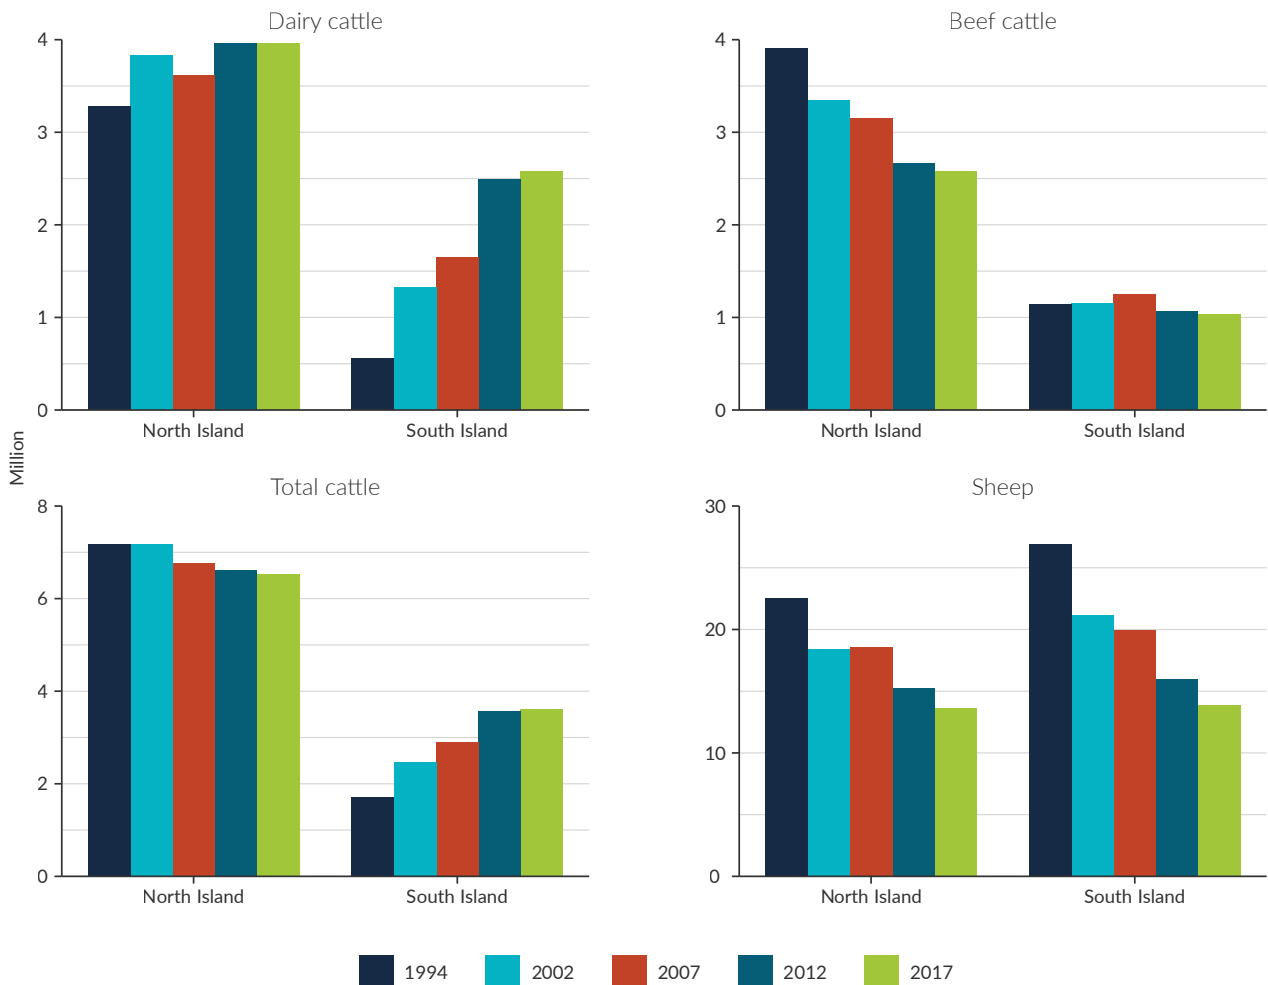 Dairy cattle
4
3
2
1
0
North Island
South Island
Beef cattle
4
3
2
1
0
North Island
South Island
Million
Total cattle
8
6
4
2
0
North Island
South Island
Sheep
30
20
10
0
North Island
South Island
1994 2002 2007 2012 2017